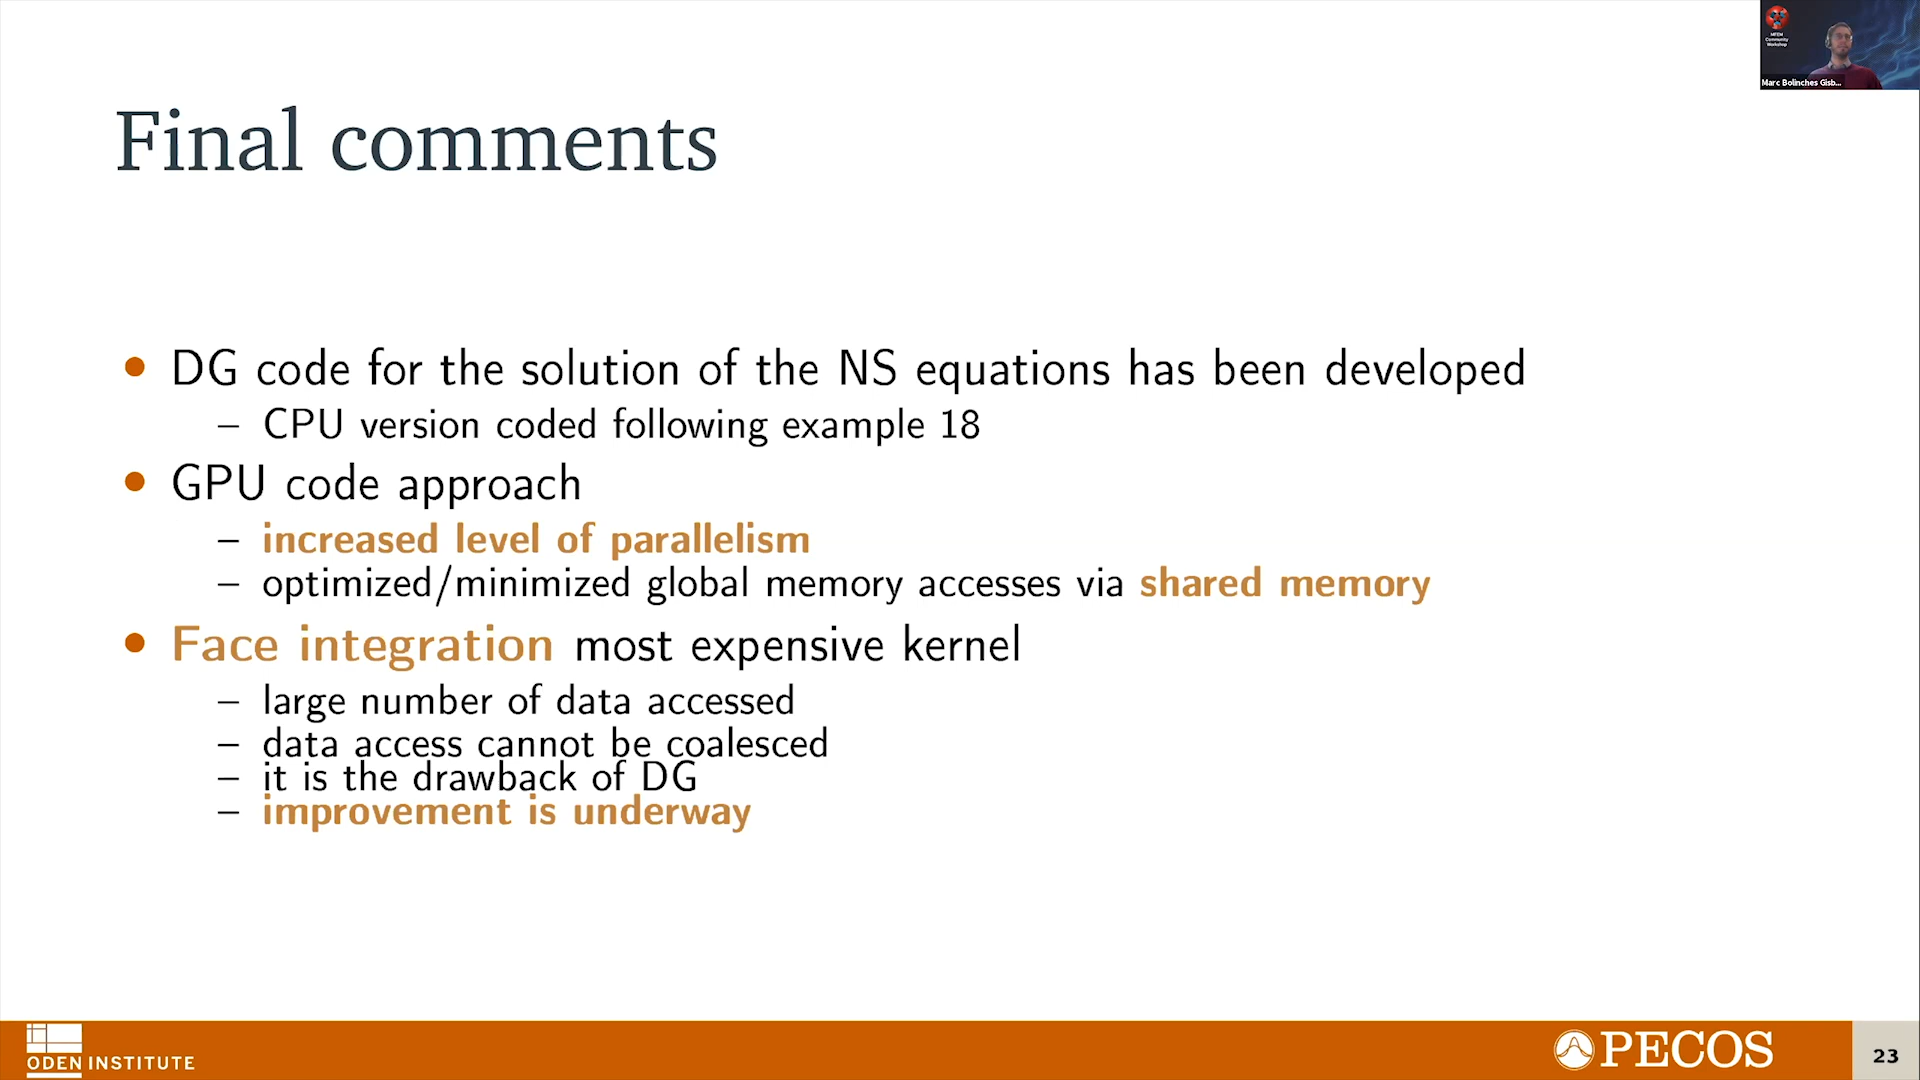 MFEM
Community
Workshop
Marc Bolinches Gisb...
Final comments
• DG code for the solution of the NS equations has been developed
– CPU version coded following example 18
• GPU code approach
– increased level of parallelism
– optimized/minimized global memory accesses via shared memory
• Face integration most expensive kernel
– large number of data accessed
– data access cannot be coalesced
– it is the drawback of DG
– improvement is underway
ODEN INSTITUTE
PECOS
23